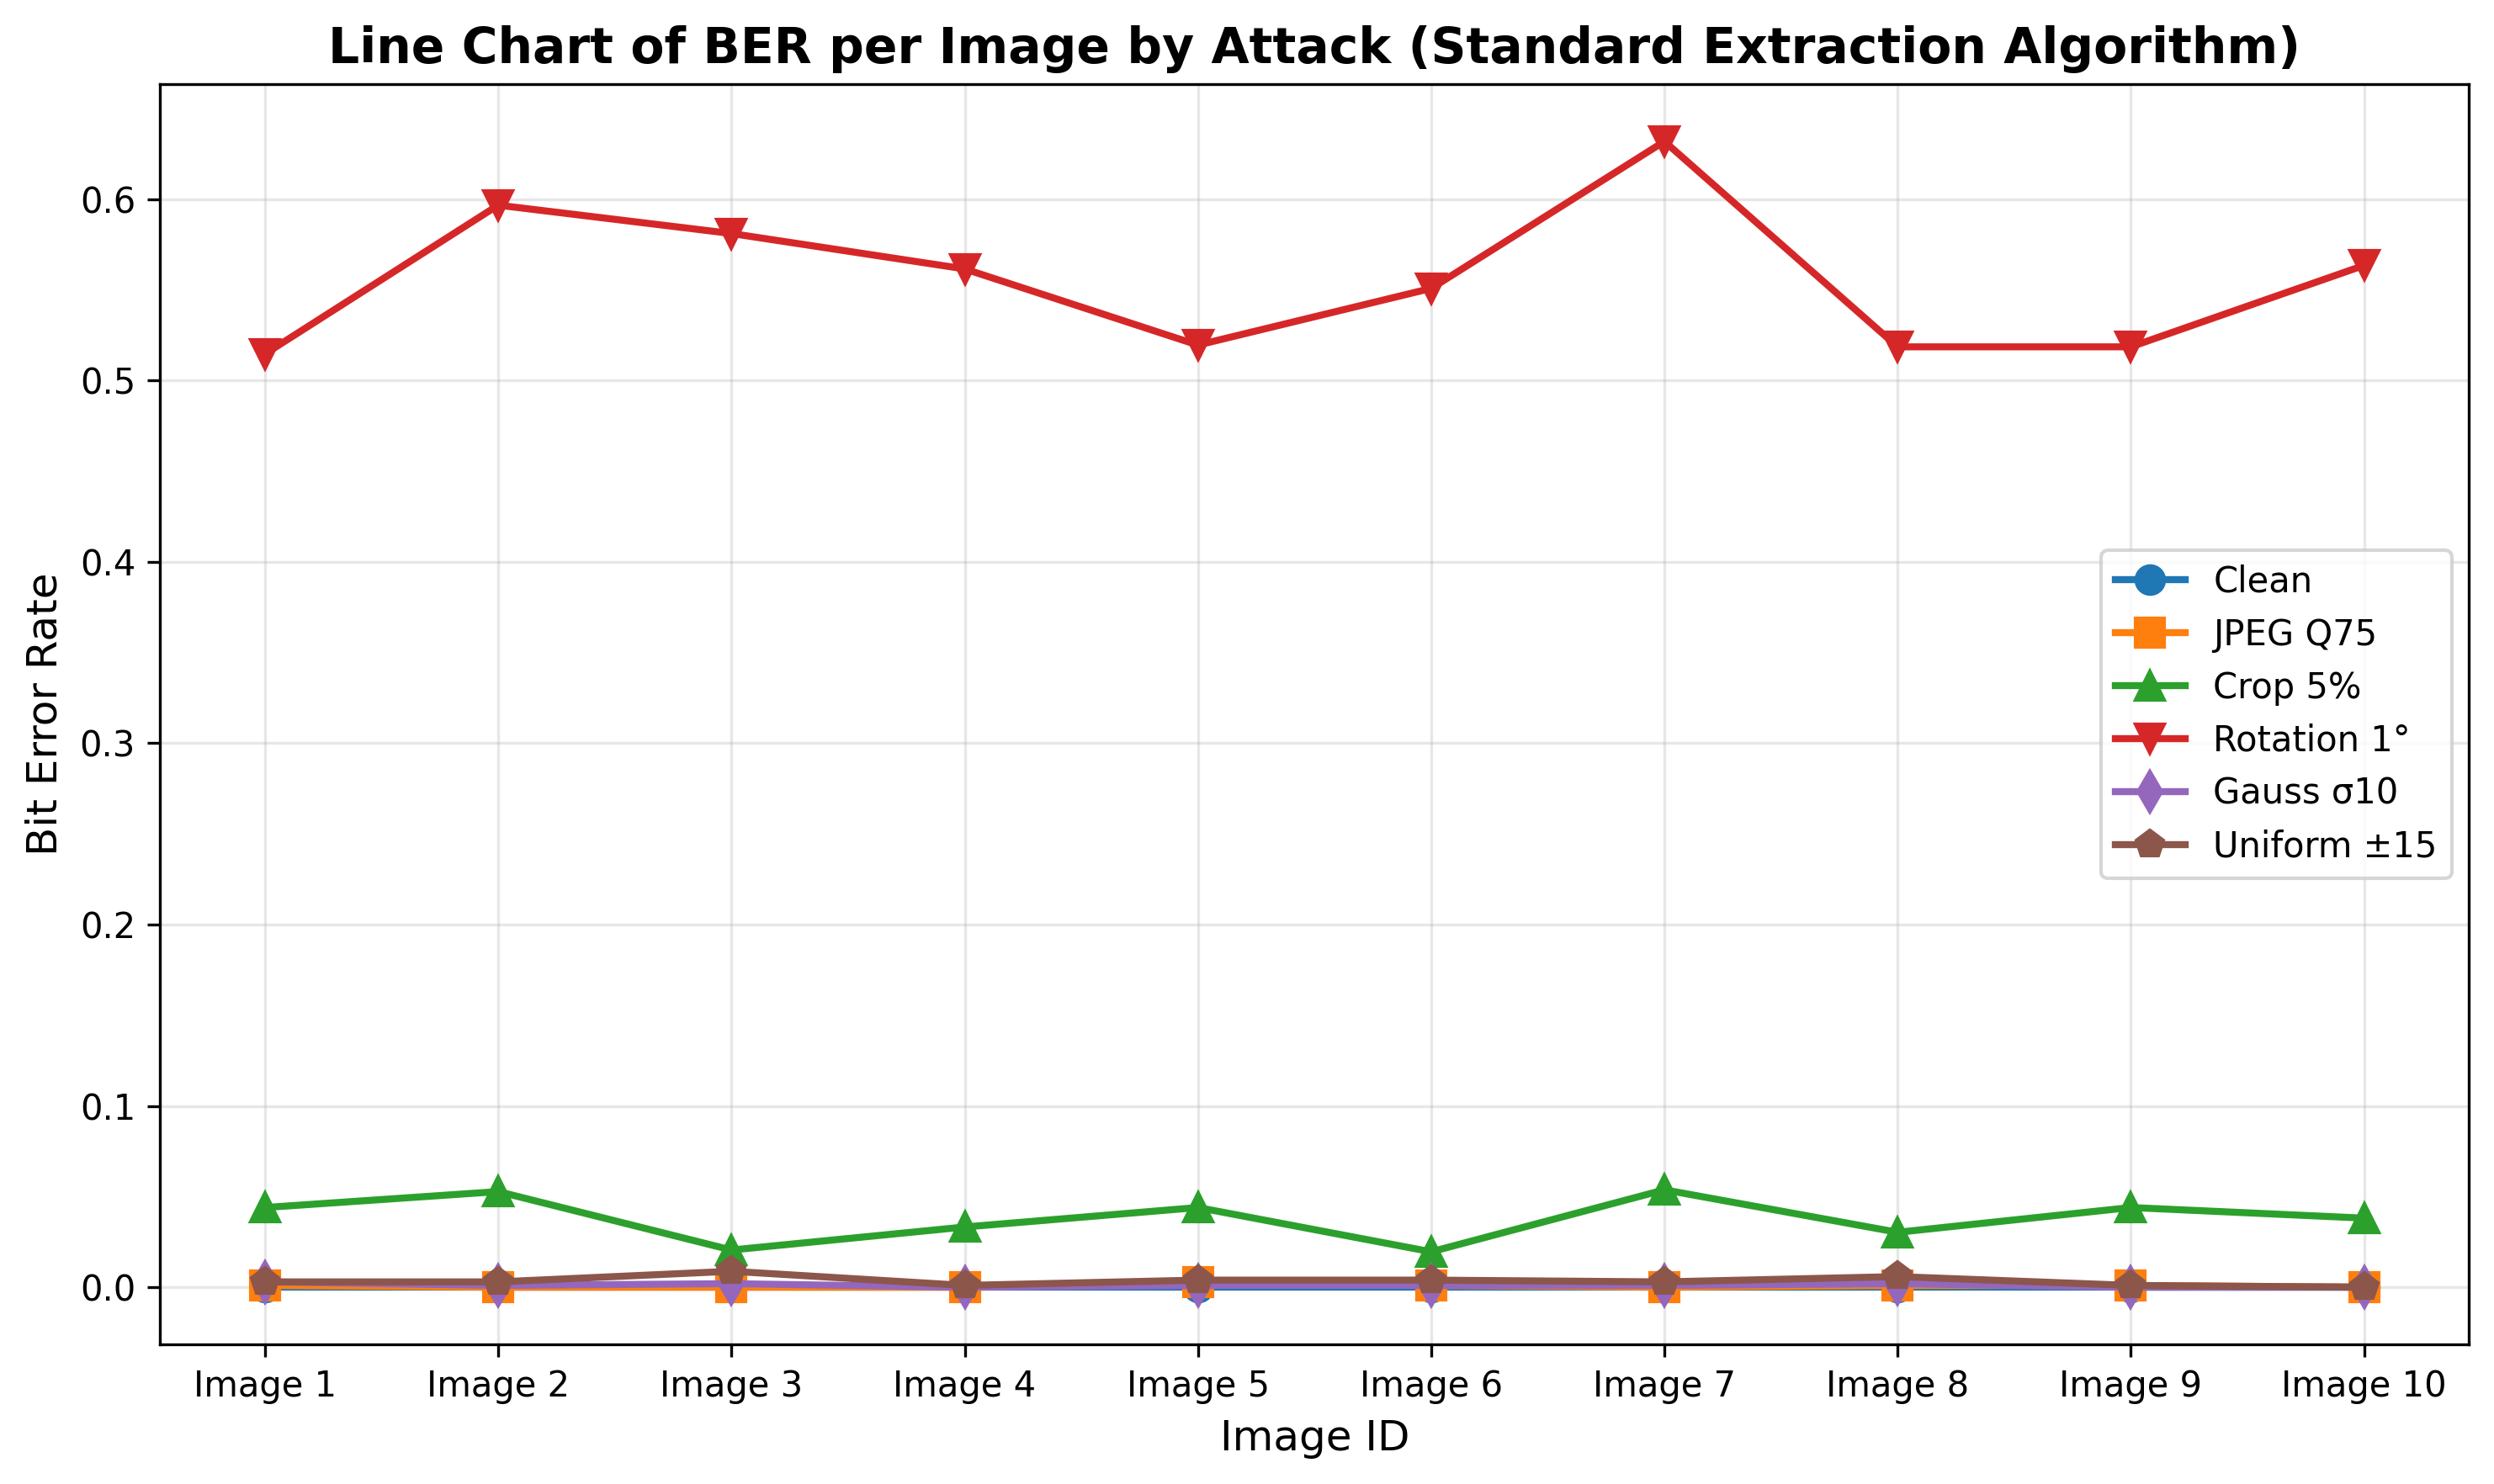 Line Chart of BER per Image by Attack (Standard Extraction Algorithm)
Bit Error Rate
0.6
0.5
0.4
0.3
0.2
0.1
0.0
Clean
JPEG Q75
Crop 5%
Rotation 1°
Gauss σ10
Uniform ±15
Image 1 Image 2 Image 3 Image 4 Image 5 Image 6 Image 7 Image 8 Image 9 Image 10
Image ID